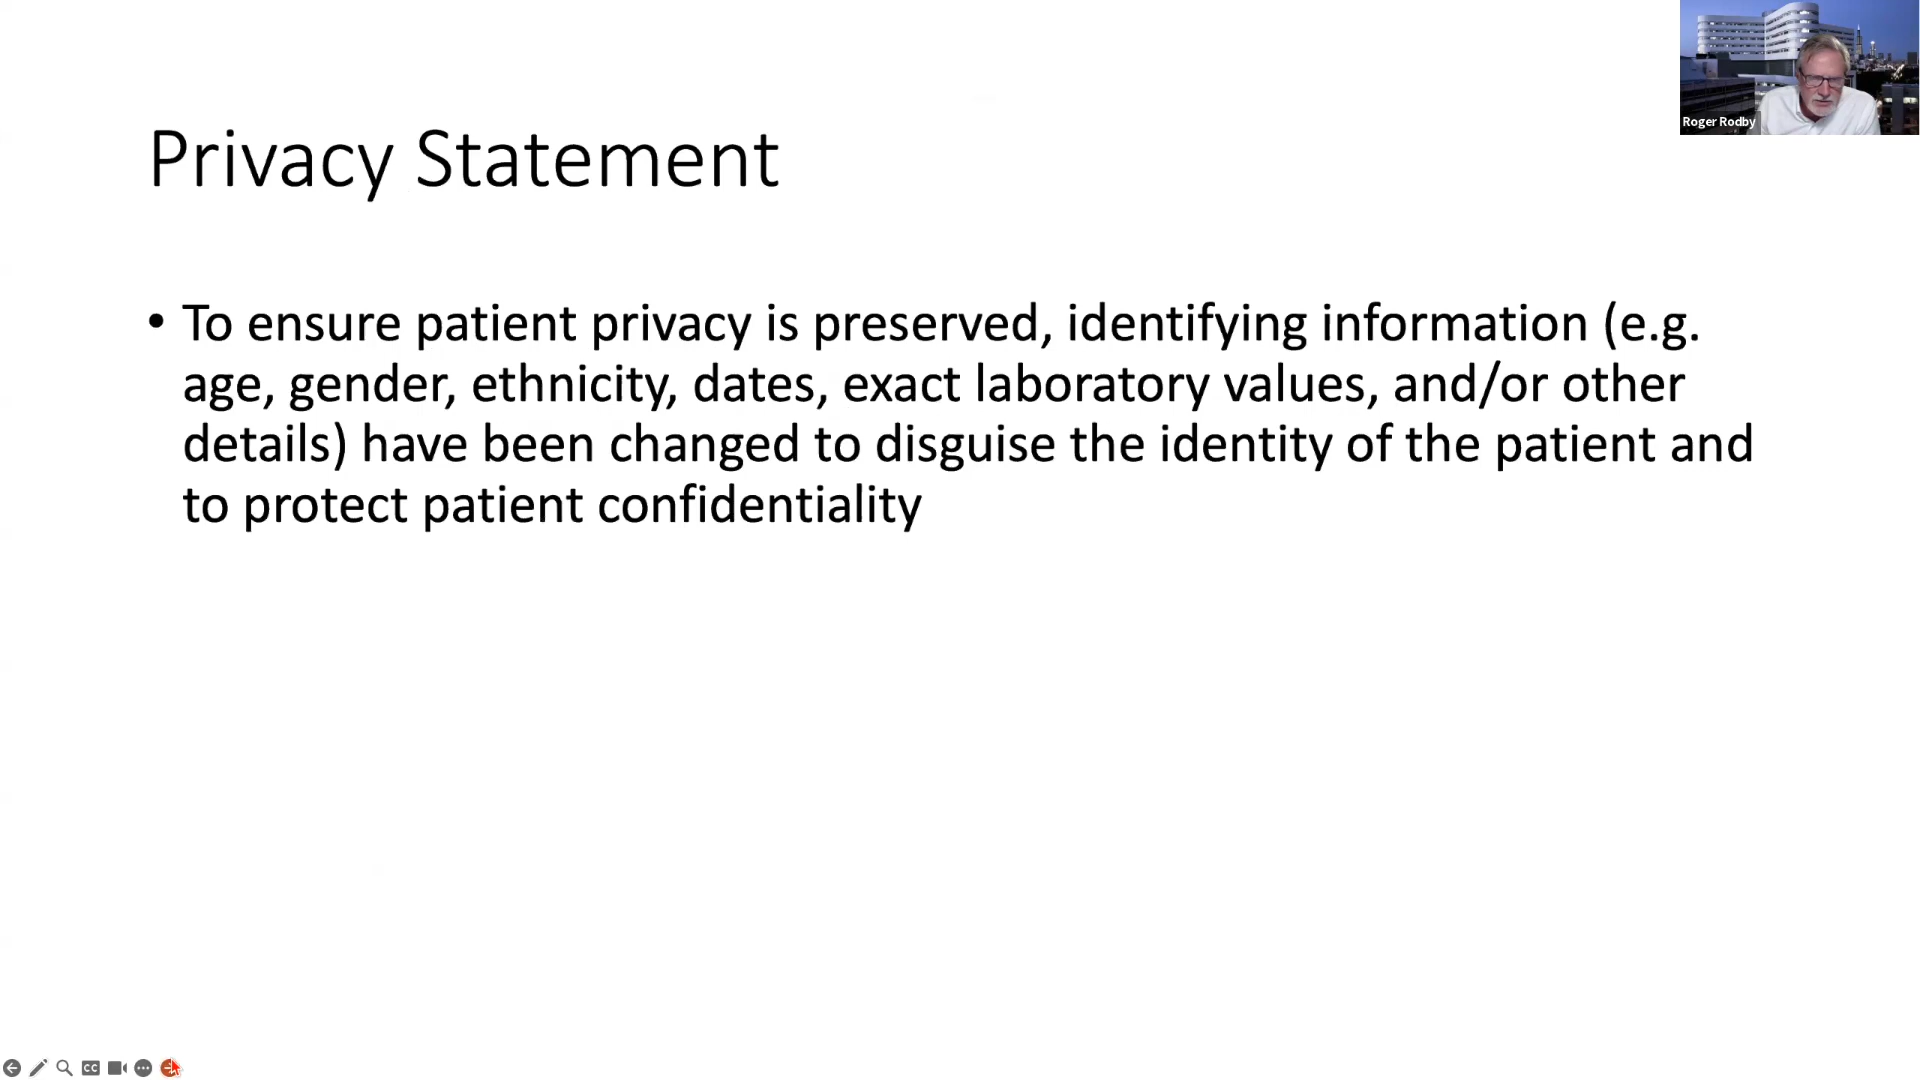 Roger Rodby
Privacy Statement
• To ensure patient privacy is preserved, identifying information (e.g.
age, gender, ethnicity, dates, exact laboratory values, and/or other
details) have been changed to disguise the identity of the patient and
to protect patient confidentiality
CC